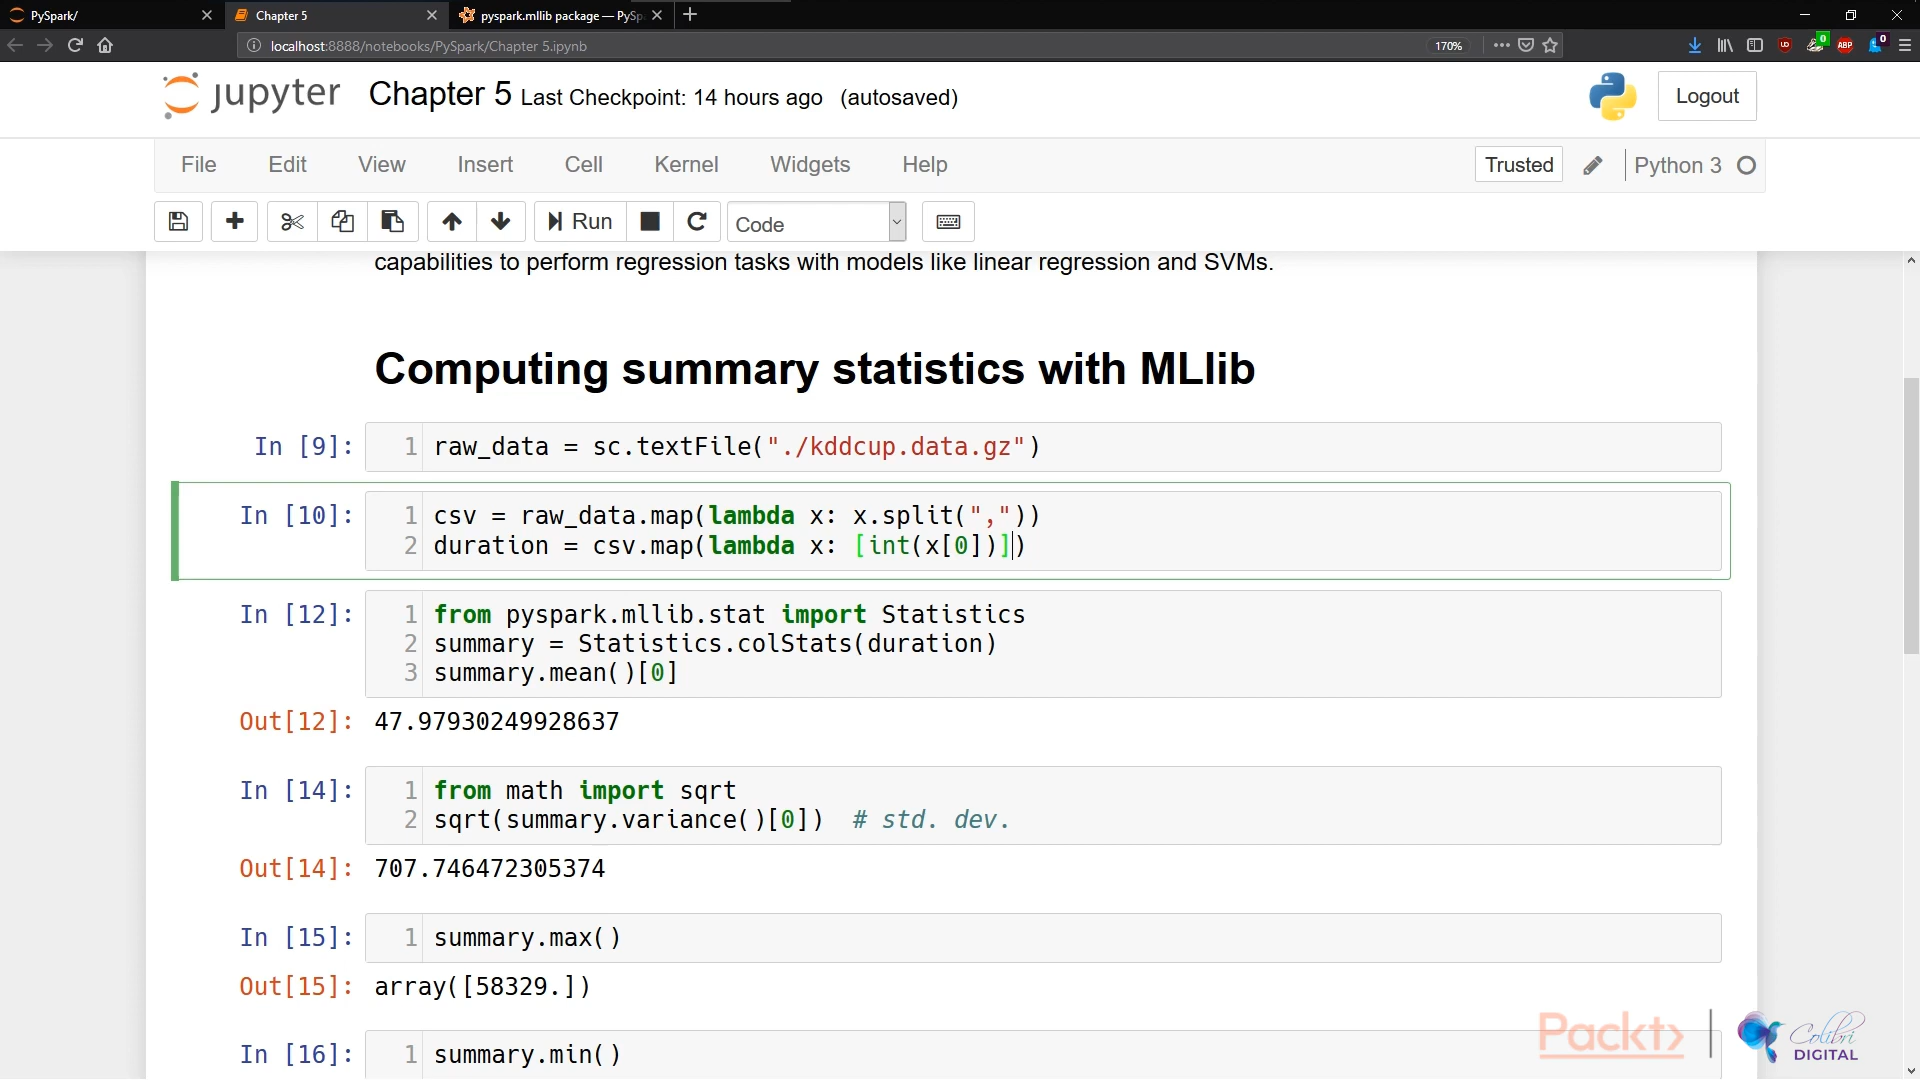 PySpark/
Chapter 5
pyspark.mllib package — PySp
localhost:8888/notebooks/PySpark/Chapter 5.ipynb
170%
UD
0
ABP
0
jupyter Chapter 5 Last Checkpoint: 14 hours ago (autosaved)
Logout
File Edit View Insert Cell Kernel Widgets Help
Trusted
Python 3
Run
Code
capabilities to perform regression tasks with models like linear regression and SVMs.
Computing summary statistics with MLlib
In [9]: 1 raw_data = sc.textFile("./kddcup.data.gz")
In [10]: 1 csv = raw_data.map(lambda x: x.split(","))
2 duration = csv.map(lambda x: [int(x[0])])
In [12]: 1 from pyspark.mllib.stat import Statistics
2 summary = Statistics.colStats(duration)
3 summary.mean()[0]
Out[12]: 47.97930249928637
In [14]: 1 from math import sqrt
2 sqrt(summary.variance()[0]) # std. dev.
Out[14]: 707.746472305374
In [15]: 1 summary.max()
Out[15]: array([58329.])
In [16]: 1 summary.min()
Packt>
Colibri
DIGITAL